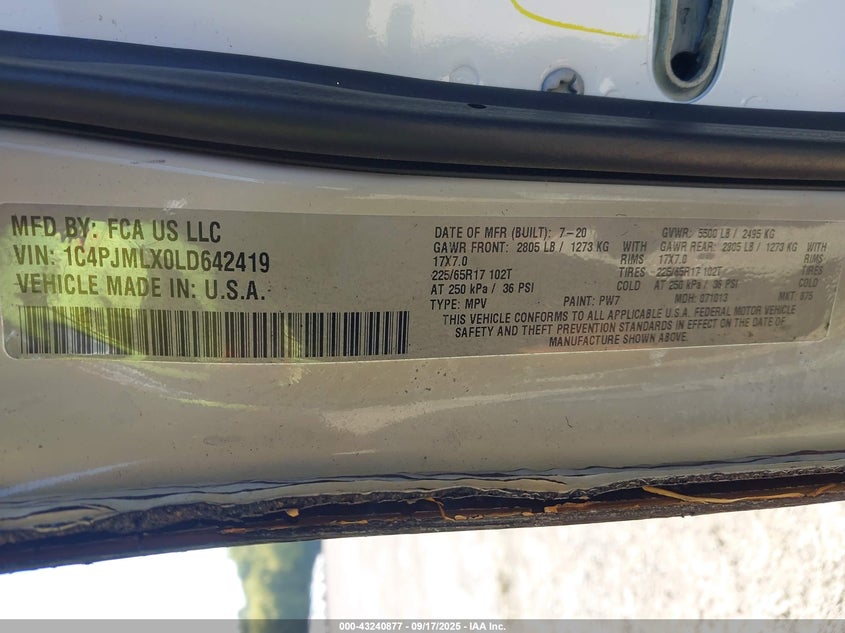 MFD BY: FCA US LLC
VIN: 1C4PJMLX0LD642419
VEHICLE MADE IN: U.S.A.
DATE OF MFR (BUILT): 7-20 GVWR: 5500 LB / 2495 KG
GAWR FRONT: 2805 LB / 1273 KG WITH GAWR REAR: 2805 LB / 1273 KG WITH
17X7.0 RIMS 17X7.0 RIMS
225/65R17 102T TIRES 225/65R17 102T TIRES
AT 250 kPa / 36 PSI COLD AT 250 kPa / 36 PSI COLD
TYPE: MPV PAINT: PW7 MDH: 071013 MKT: 875
THIS VEHICLE CONFORMS TO ALL APPLICABLE U.S.A. FEDERAL MOTOR VEHICLE
SAFETY AND THEFT PREVENTION STANDARDS IN EFFECT ON THE DATE OF
MANUFACTURE SHOWN ABOVE.
000-43240877 - 09/17/2025 - IAA Inc.